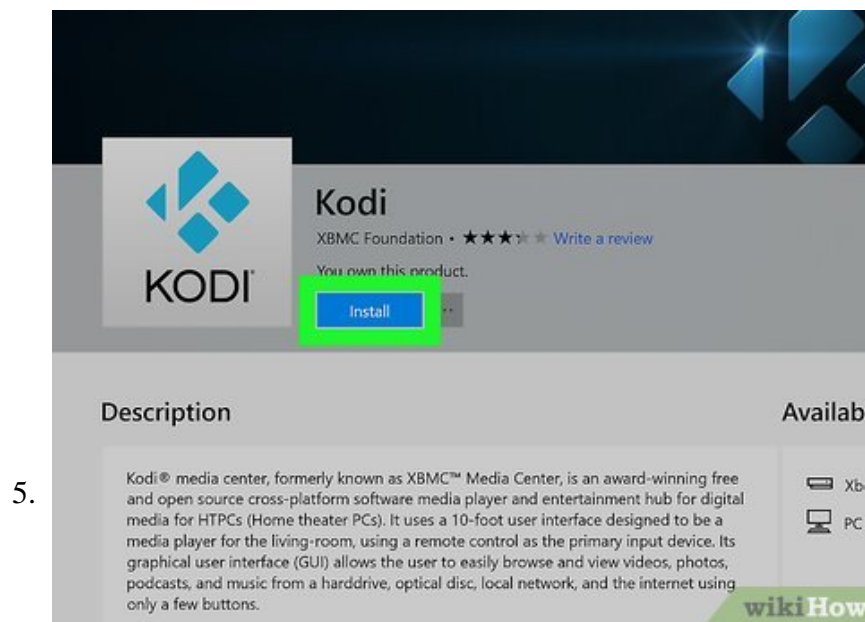 KODI
Kodi
XBMC Foundation • ★★★★★ Write a review
You own this product.
Install
Description
Availab
5.
Kodi® media center, formerly known as XBMC™ Media Center, is an award-winning free
and open source cross-platform software media player and entertainment hub for digital
media for HTPCs (Home theater PCs). It uses a 10-foot user interface designed to be a
media player for the living-room, using a remote control as the primary input device. Its
graphical user interface (GUI) allows the user to easily browse and view videos, photos,
podcasts, and music from a harddrive, optical disc, local network, and the internet using
only a few buttons.
Xb
PC
wikiHow